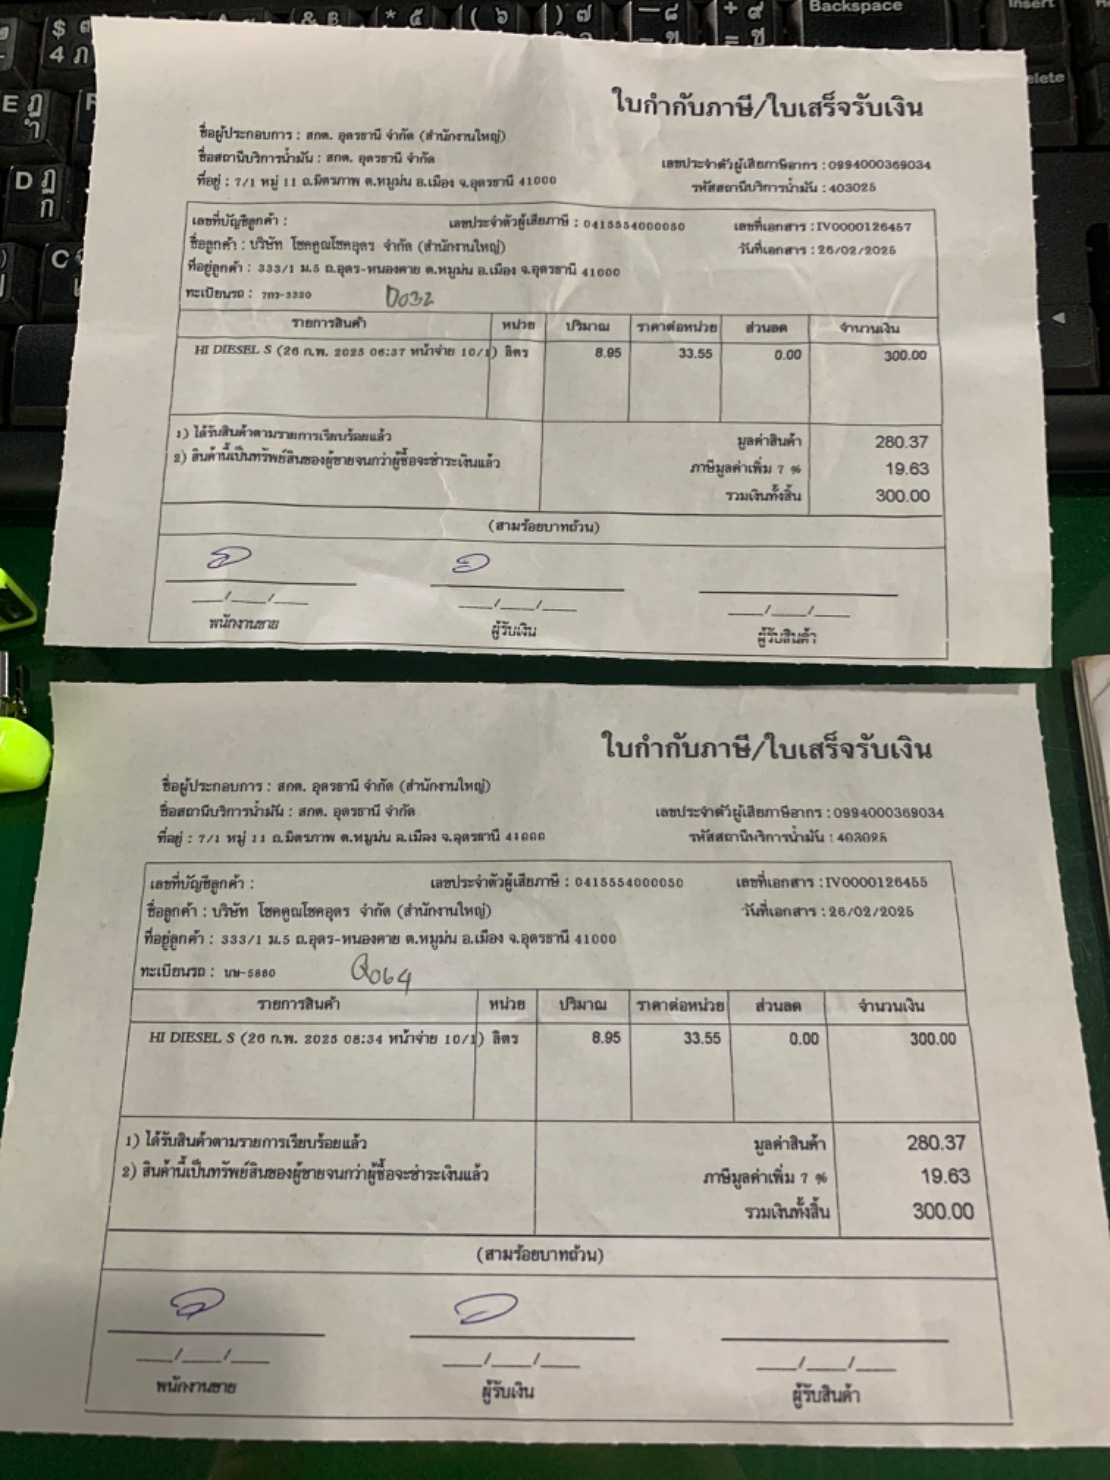 Backspace
Insert
elete
ใบกำกับภาษี/ใบเสร็จรับเงิน
ชื่อผู้ประกอบการ : สกต. อุดรธานี จำกัด (สำนักงานใหญ่)
ชื่อสถานีบริการน้ำมัน : สกต. อุดรธานี จำกัด
เลขประจำตัวผู้เสียภาษีอากร : 0994000369034
ที่อยู่ : 7/1 หมู่ 11 ถ.มิตรภาพ ต.หมูม่น อ.เมือง จ.อุดรธานี 41000
รหัสสถานีบริการน้ำมัน : 403025
เลขที่บัญชีลูกค้า : เลขประจำตัวผู้เสียภาษี : 0415554000050 เลขที่เอกสาร : IV0000126457
ชื่อลูกค้า : บริษัท โชคคูณโชคอุดร จำกัด (สำนักงานใหญ่) วันที่เอกสาร : 26/02/2025
ที่อยู่ลูกค้า : 333/1 ม.5 ถ.อุดร-หนองคาย ต.หมูม่น อ.เมือง จ.อุดรธานี 41000
ทะเบียนรถ : 7กว-3320 D032
รายการสินค้า หน่วย ปริมาณ ราคาต่อหน่วย ส่วนลด จำนวนเงิน
HI DIESEL S (26 ก.พ. 2025 06:37 หน้าจ่าย 10/1) ลิตร 8.95 33.55 0.00 300.00
1) ได้รับสินค้าตามรายการเรียบร้อยแล้ว มูลค่าสินค้า 280.37
2) สินค้านี้เป็นทรัพย์สินของผู้ขายจนกว่าผู้ซื้อจะชำระเงินแล้ว ภาษีมูลค่าเพิ่ม 7 % 19.63
รวมเงินทั้งสิ้น 300.00
(สามร้อยบาทถ้วน)
__/__/__ __/__/__ __/__/__
พนักงานขาย ผู้รับเงิน ผู้รับสินค้า
ใบกำกับภาษี/ใบเสร็จรับเงิน
ชื่อผู้ประกอบการ : สกต. อุดรธานี จำกัด (สำนักงานใหญ่)
ชื่อสถานีบริการน้ำมัน : สกต. อุดรธานี จำกัด เลขประจำตัวผู้เสียภาษีอากร : 0994000369034
ที่อยู่ : 7/1 หมู่ 11 ถ.มิตรภาพ ต.หมูม่น อ.เมือง จ.อุดรธานี 41000 รหัสสถานีบริการน้ำมัน : 403025
เลขที่บัญชีลูกค้า : เลขประจำตัวผู้เสียภาษี : 0415554000050 เลขที่เอกสาร : IV0000126455
ชื่อลูกค้า : บริษัท โชคคูณโชคอุดร จำกัด (สำนักงานใหญ่) วันที่เอกสาร : 26/02/2025
ที่อยู่ลูกค้า : 333/1 ม.5 ถ.อุดร-หนองคาย ต.หมูม่น อ.เมือง จ.อุดรธานี 41000
ทะเบียนรถ : บษ-5860 Q064
รายการสินค้า หน่วย ปริมาณ ราคาต่อหน่วย ส่วนลด จำนวนเงิน
HI DIESEL S (26 ก.พ. 2025 08:34 หน้าจ่าย 10/1) ลิตร 8.95 33.55 0.00 300.00
1) ได้รับสินค้าตามรายการเรียบร้อยแล้ว มูลค่าสินค้า 280.37
2) สินค้านี้เป็นทรัพย์สินของผู้ขายจนกว่าผู้ซื้อจะชำระเงินแล้ว ภาษีมูลค่าเพิ่ม 7 % 19.63
รวมเงินทั้งสิ้น 300.00
(สามร้อยบาทถ้วน)
__/__/__ __/__/__ __/__/__
พนักงานขาย ผู้รับเงิน ผู้รับสินค้า